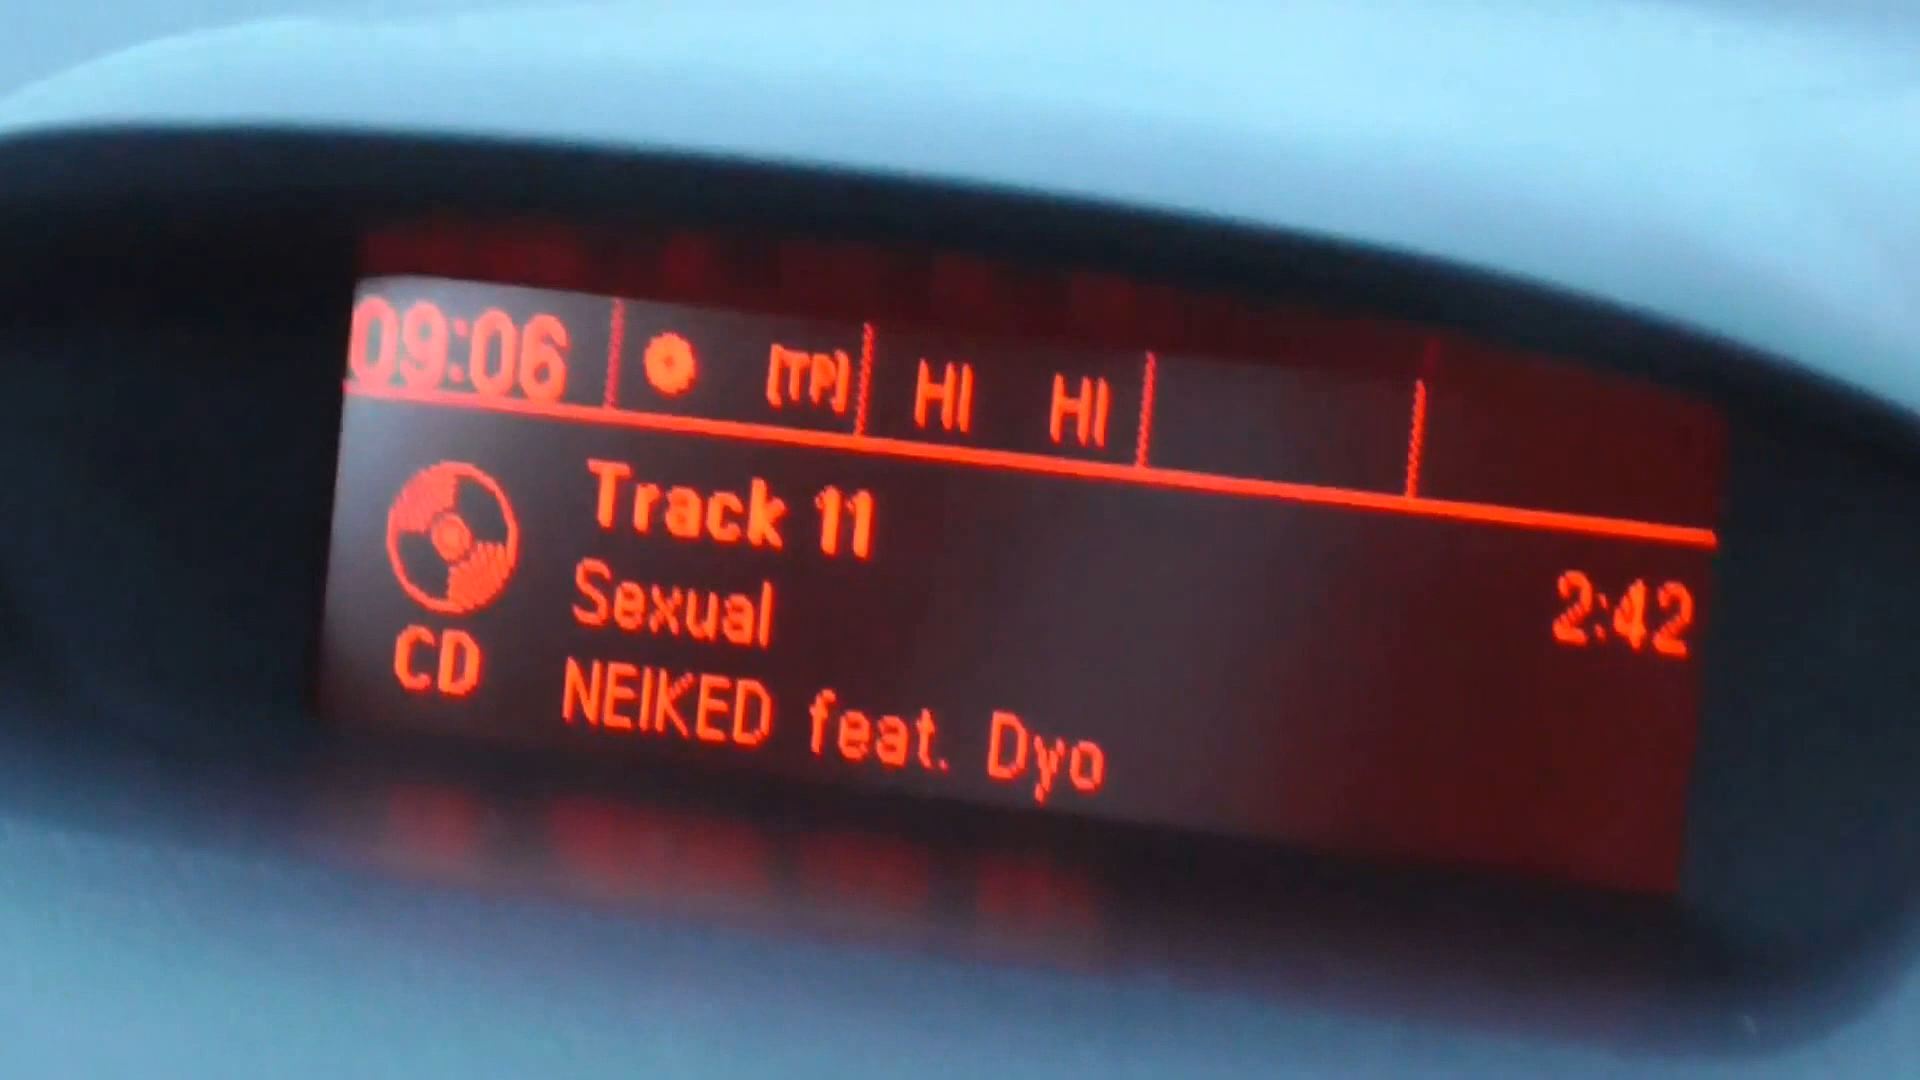 09:06 [TP] HI HI
Track 11
Sexual 2:42
CD NEIKED feat. Dyo